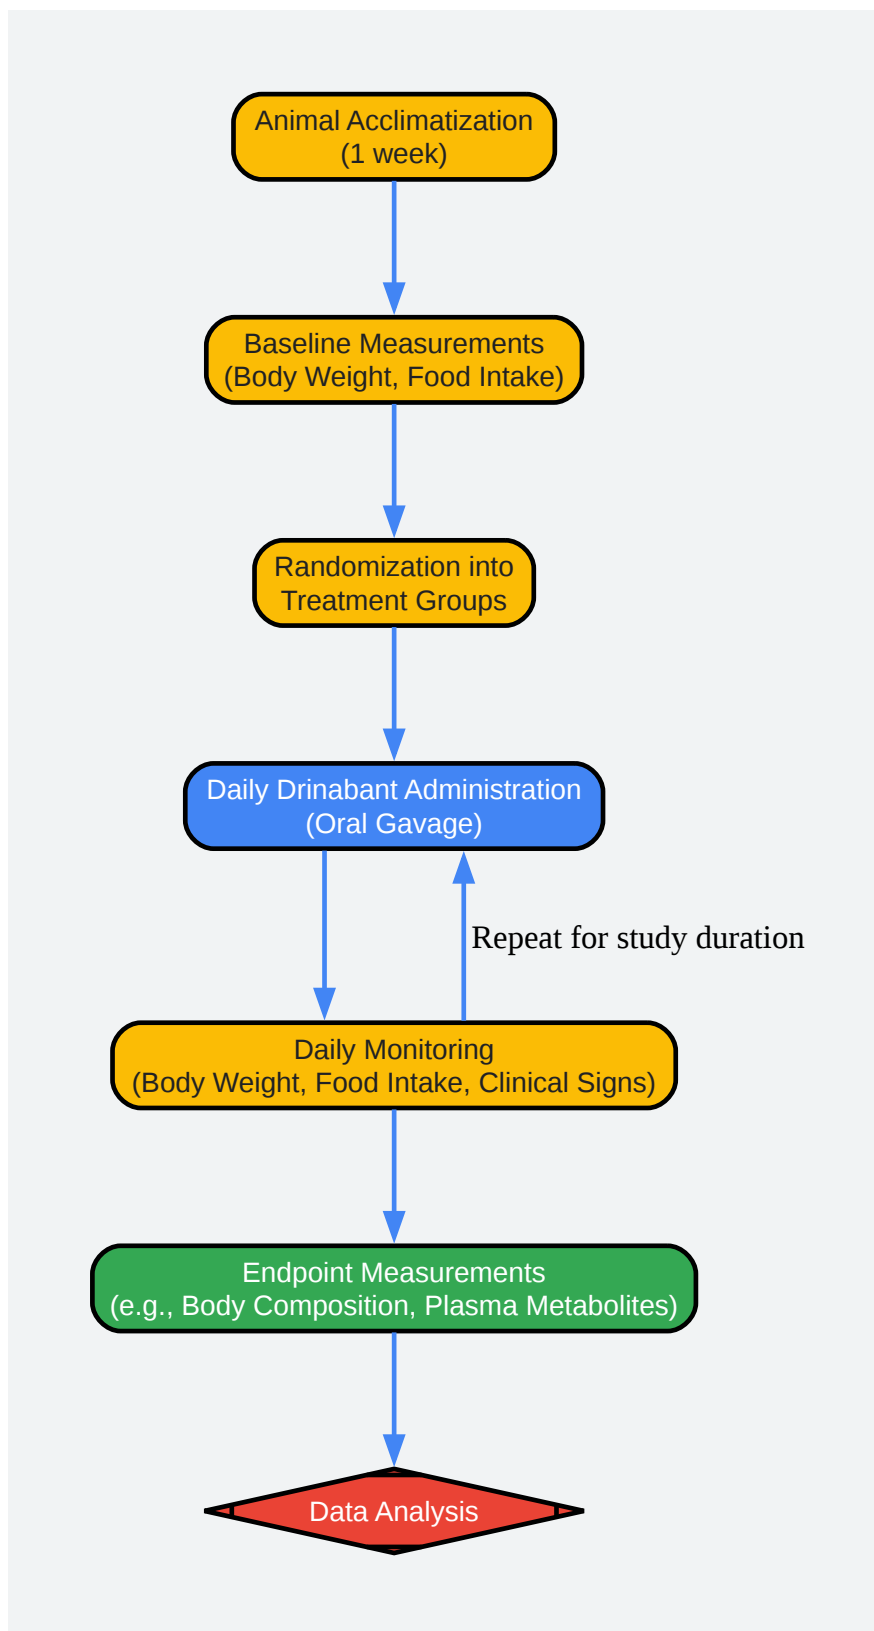 Animal Acclimatization
(1 week)
Baseline Measurements
(Body Weight, Food Intake)
Randomization into
Treatment Groups
Daily Drinabant Administration
(Oral Gavage)
Repeat for study duration
Daily Monitoring
(Body Weight, Food Intake, Clinical Signs)
Endpoint Measurements
(e.g., Body Composition, Plasma Metabolites)
Data Analysis